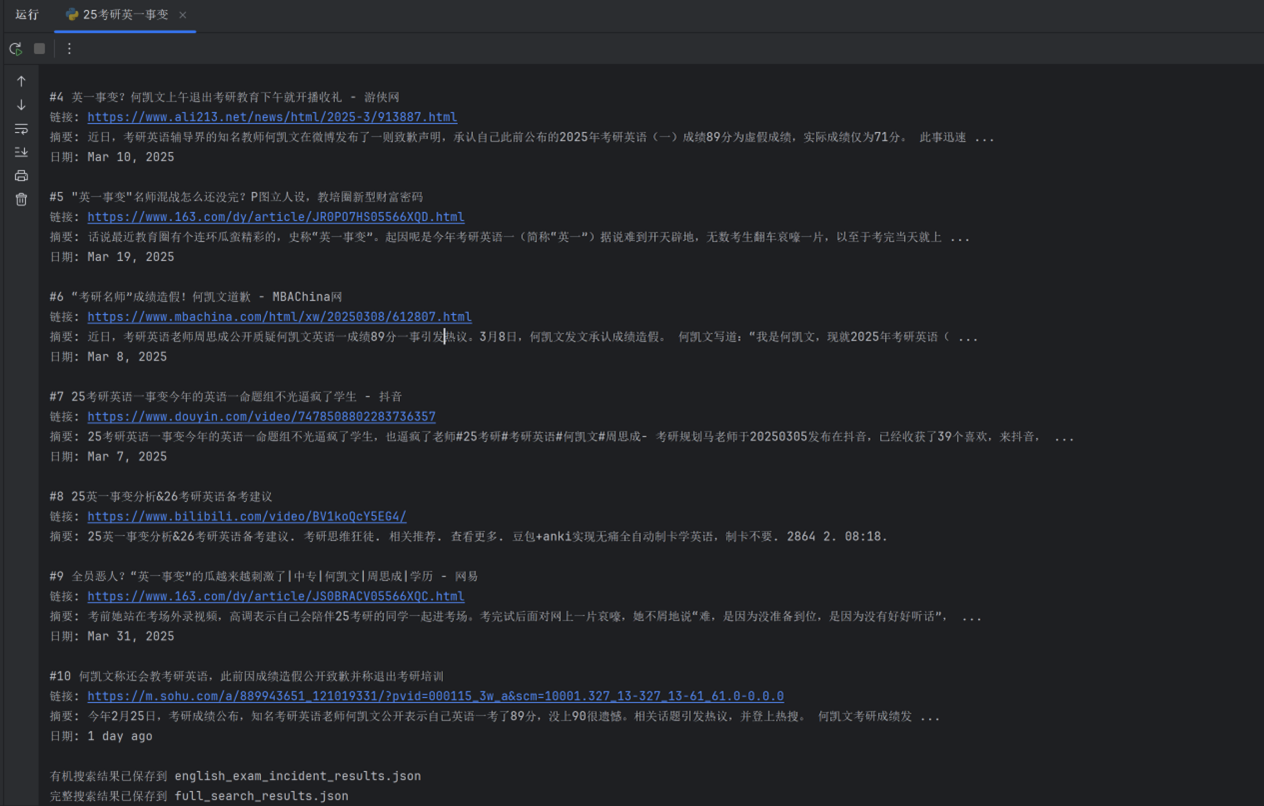 运行 25考研英一事变
#4 英一事变？何凯文上午退出考研教育下午就开播收礼 - 游侠网
链接: https://www.ali213.net/news/html/2025-3/913887.html
摘要: 近日，考研英语辅导界的知名教师何凯文在微博发布了一则致歉声明，承认自己此前公布的2025年考研英语（一）成绩89分为虚假成绩，实际成绩仅为71分。 此事迅速 ...
日期: Mar 10, 2025
#5 "英一事变"名师混战怎么还没完？P图立人设，教培圈新型财富密码
链接: https://www.163.com/dy/article/JR0PO7HS05566XQD.html
摘要: 话说最近教育圈有个连环瓜蛮精彩的，史称“英一事变”。起因呢是今年考研英语一（简称“英一”）据说难到开天辟地，无数考生翻车哀嚎一片，以至于考完当天就上 ...
日期: Mar 19, 2025
#6 “考研名师”成绩造假！何凯文道歉 - MBAChina网
链接: https://www.mbachina.com/html/xw/20250308/612807.html
摘要: 近日，考研英语老师周思成公开质疑何凯文英语一成绩89分一事引发热议。3月8日，何凯文发文承认成绩造假。 何凯文写道：“我是何凯文，现就2025年考研英语（ ...
日期: Mar 8, 2025
#7 25考研英语一事变今年的英语一命题组不光逼疯了学生 - 抖音
链接: https://www.douyin.com/video/7478508802283736357
摘要: 25考研英语一事变今年的英语一命题组不光逼疯了学生，也逼疯了老师#25考研#考研英语#何凯文#周思成- 考研规划马老师于20250305发布在抖音，已经收获了39个喜欢，来抖音， ...
日期: Mar 7, 2025
#8 25英一事变分析&26考研英语备考建议
链接: https://www.bilibili.com/video/BV1koQcY5EG4/
摘要: 25英一事变分析&26考研英语备考建议. 考研思维狂徒. 相关推荐. 查看更多. 豆包+anki实现无痛全自动制卡学英语，制卡不要. 2864 2. 08:18.
#9 全员恶人？“英一事变”的瓜越来越刺激了|中专|何凯文|周思成|学历 - 网易
链接: https://www.163.com/dy/article/JS0BRACV05566XQC.html
摘要: 考前她站在考场外录视频，高调表示自己会陪伴25考研的同学一起进考场。考完试后面对网上一片哀嚎，她不屑地说“难，是因为没准备到位，是因为没有好好听话”， ...
日期: Mar 31, 2025
#10 何凯文称还会教考研英语，此前因成绩造假公开致歉并称退出考研培训
链接: https://m.sohu.com/a/889943651_121019331/?pvid=000115_3w_a&scm=10001.327_13-327_13-61_61.0-0.0.0
摘要: 今年2月25日，考研成绩公布，知名考研英语老师何凯文公开表示自己英语一考了89分，没上90很遗憾。相关话题引发热议，并登上热搜。 何凯文考研成绩发 ...
日期: 1 day ago
有机搜索结果已保存到 english_exam_incident_results.json
完整搜索结果已保存到 full_search_results.json